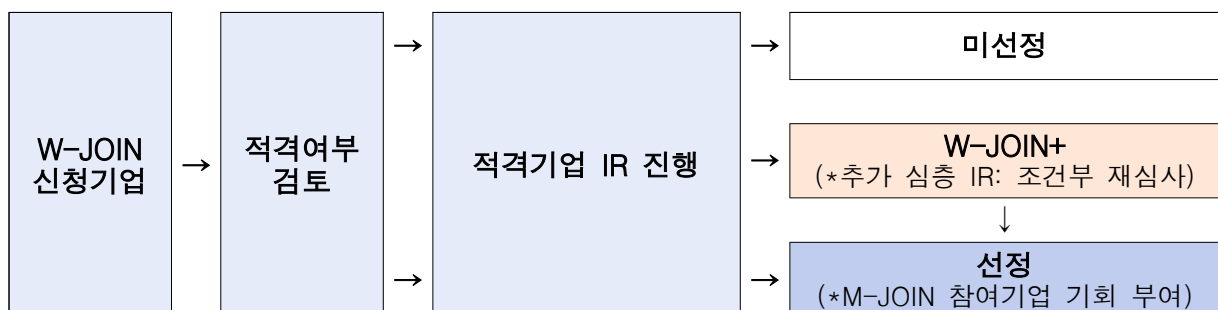 W-JOIN
신청기업
→
적격여부
검토
→
→
적격기업 IR 진행
→
미선정
→
W-JOIN+
(*추가 심층 IR: 조건부 재심사)
↓
→
선정
(*M-JOIN 참여기업 기회 부여)